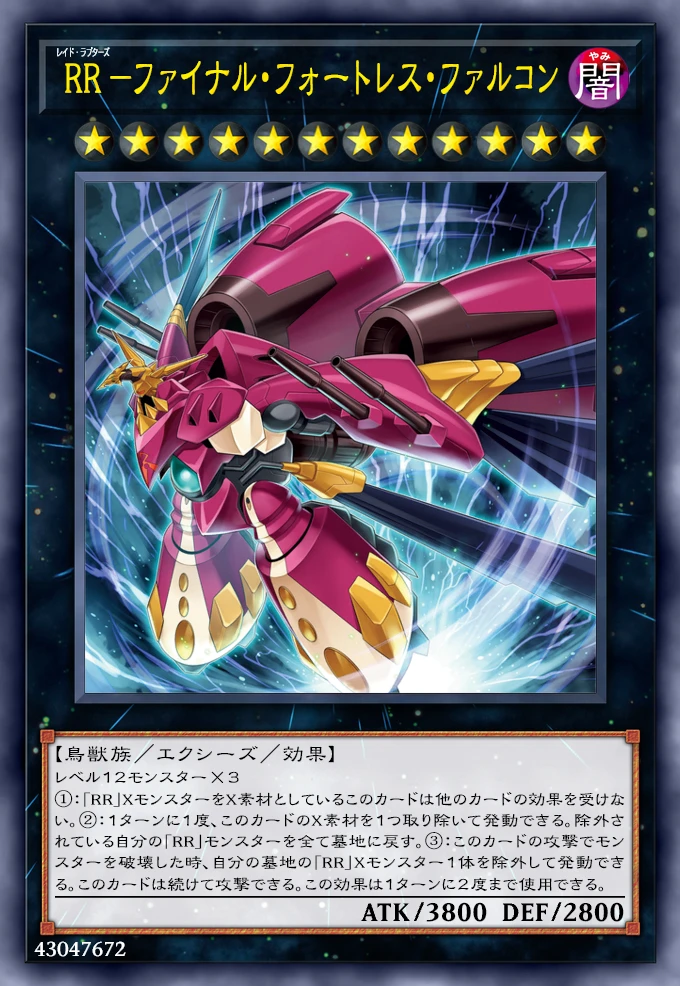 レイド・ラプターズ
RR－ファイナル・フォートレス・ファルコン
やみ
闇
【鳥獣族／エクシーズ／効果】
レベル12モンスター×3
①：「RR」XモンスターをX素材としているこのカードは他のカードの効果を受けな
い。②：1ターンに1度、このカードのX素材を1つ取り除いて発動できる。除外さ
れている自分の「RR」モンスターを全て墓地に戻す。③：このカードの攻撃でモン
スターを破壊した時、自分の墓地の「RR」Xモンスター1体を除外して発動でき
る。このカードは続けて攻撃できる。この効果は1ターンに2度まで使用できる。
ATK/3800 DEF/2800
43047672